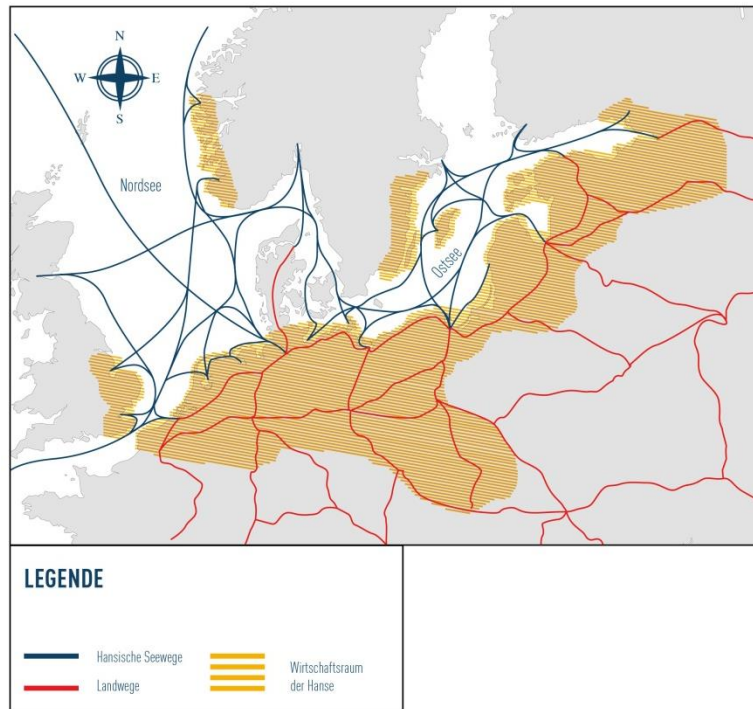 N
W E
S
Nordsee
Ostsee
LEGENDE
Hansische Seewege
Landwege
Wirtschaftsraum
der Hanse